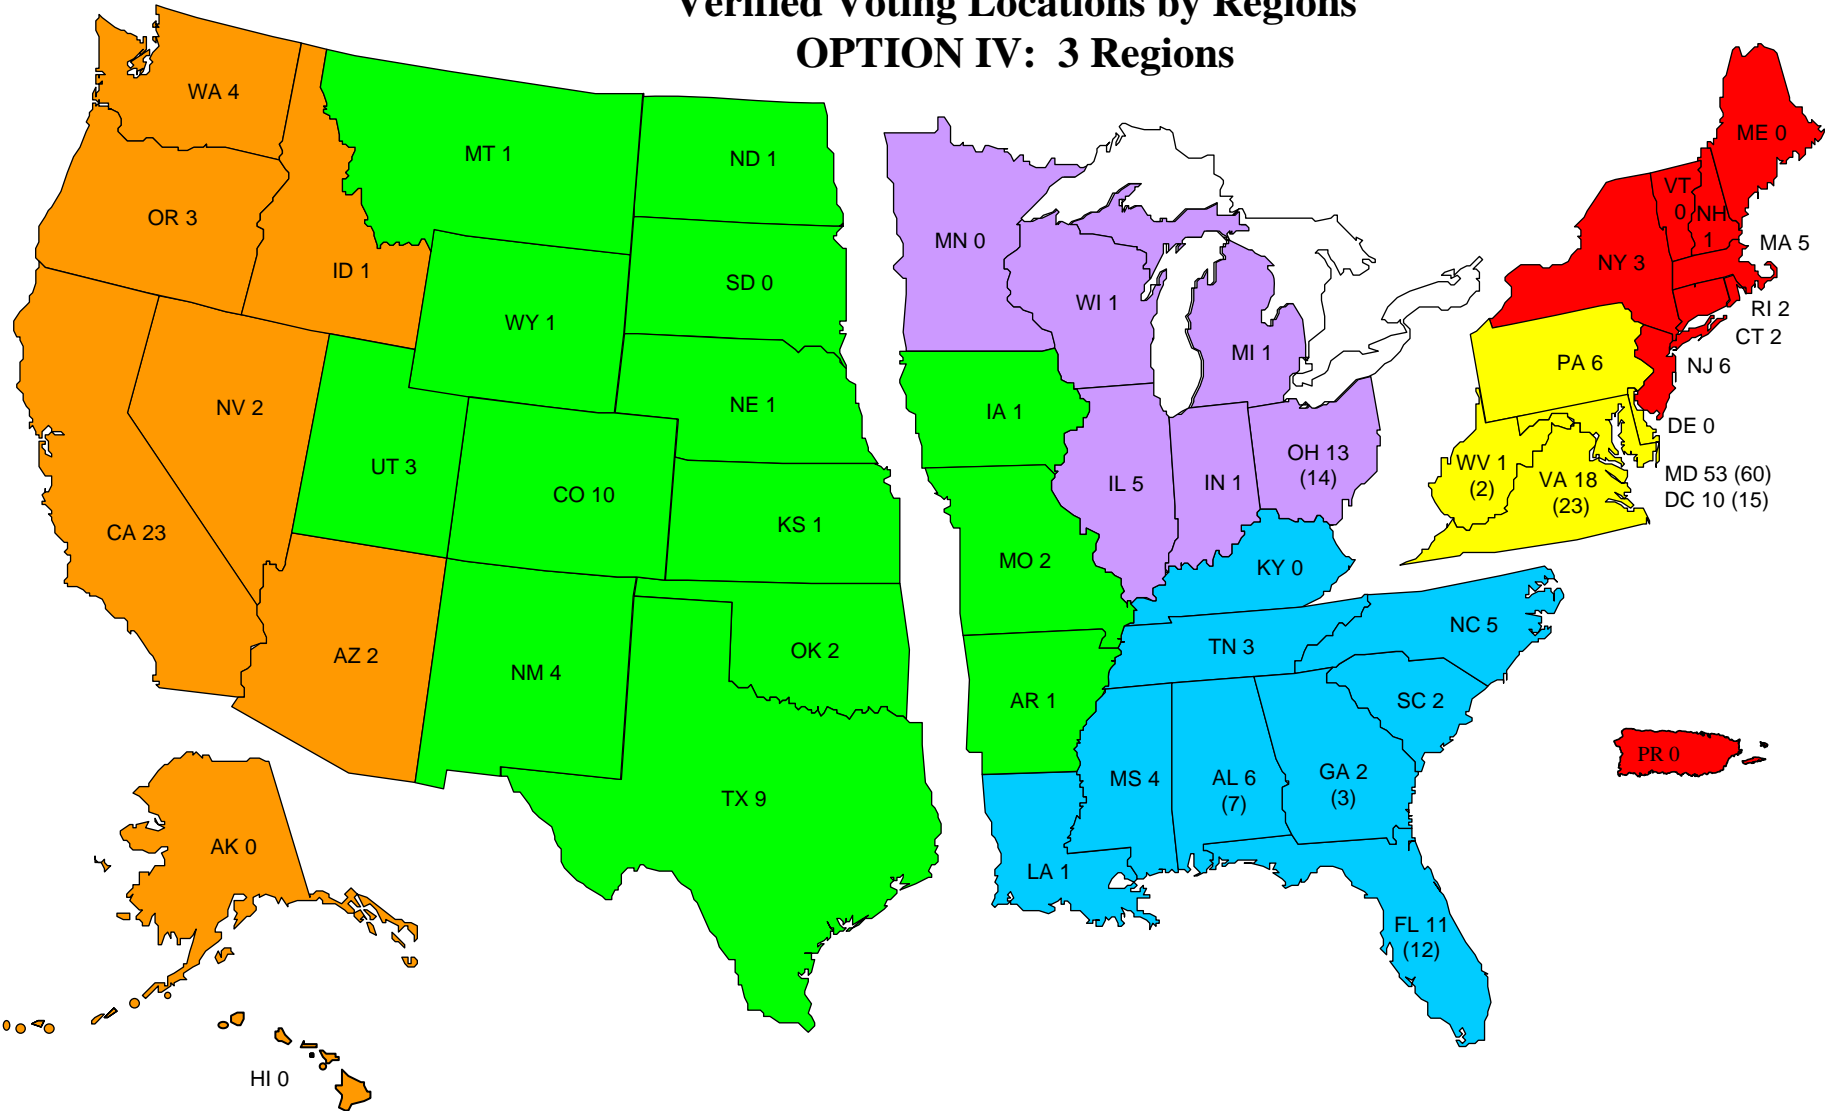 Verified Voting Locations by Regions
OPTION IV: 3 Regions
WA 4
MT 1
ND 1
ME 0
OR 3
MN 0
VT
0
NH
1
MA 5
ID 1
SD 0
NY 3
WI 1
RI 2
WY 1
CT 2
MI 1
PA 6
NJ 6
NV 2
NE 1
IA 1
DE 0
UT 3
CO 10
IL 5
IN 1
OH 13
(14)
WV 1
(2)
VA 18
(23)
MD 53 (60)
DC 10 (15)
CA 23
KS 1
MO 2
KY 0
AZ 2
NM 4
OK 2
TN 3
NC 5
AR 1
SC 2
PR 0
TX 9
MS 4
AL 6
(7)
GA 2
(3)
AK 0
LA 1
FL 11
(12)
HI 0